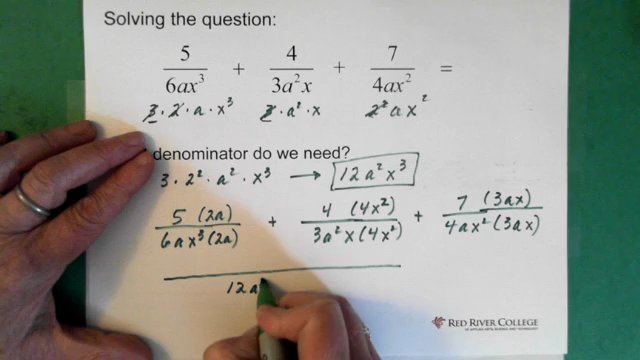 Solving the question:
5/6ax³ + 4/3a²x + 7/4ax² =
3·2·a·x³ 3·a²·x 2²ax²
denominator do we need?
3·2²·a²·x³ → 12a²x³
5 (2a)/6ax³(2a) + 4 (4x²)/3a²x(4x²) + 7 (3ax)/4ax²(3ax)
12a
RED RIVER COLLEGE